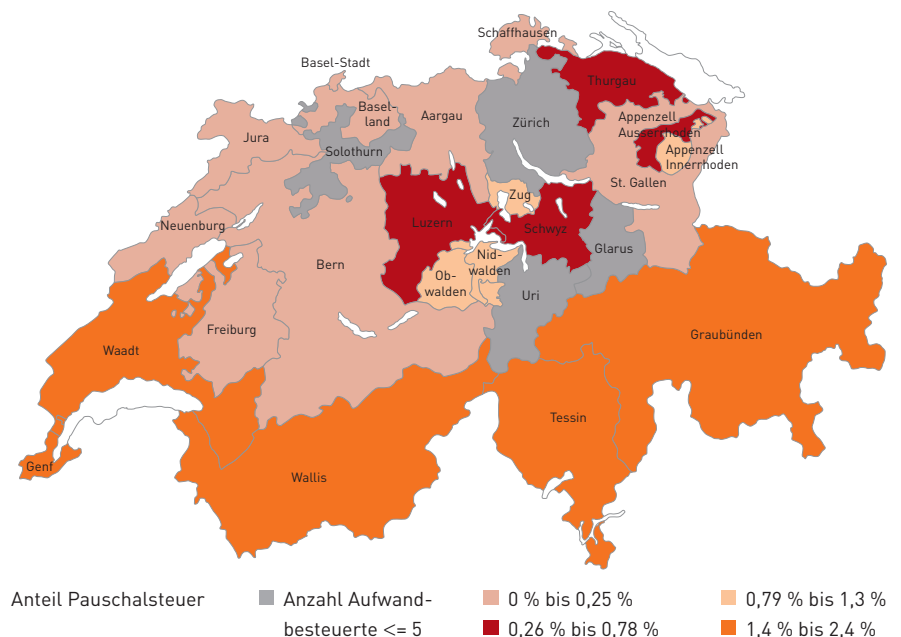 Schaffhausen
Basel-Stadt
Thurgau
Basel-
land
Aargau
Appenzell
Ausserrhoden
Zürich
Jura
Solothurn
Appenzell
Innerrhoden
St. Gallen
Zug
Neuenburg
Luzern
Schwyz
Glarus
Nid-
walden
Bern
Ob-
walden
Uri
Freiburg
Graubünden
Waadt
Tessin
Genf
Wallis
Anteil Pauschalsteuer
Anzahl Aufwand-
besteuerte <= 5
0 % bis 0,25 %
0,26 % bis 0,78 %
0,79 % bis 1,3 %
1,4 % bis 2,4 %